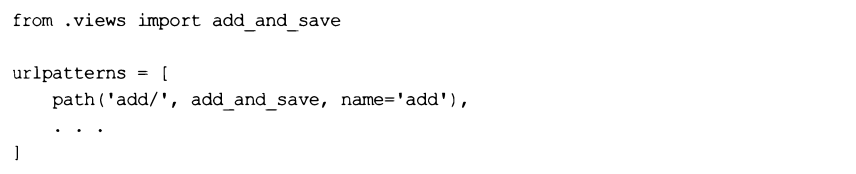 from .views import add_and_save

urlpatterns = [
    path('add/', add_and_save, name='add'),
    . . .
]